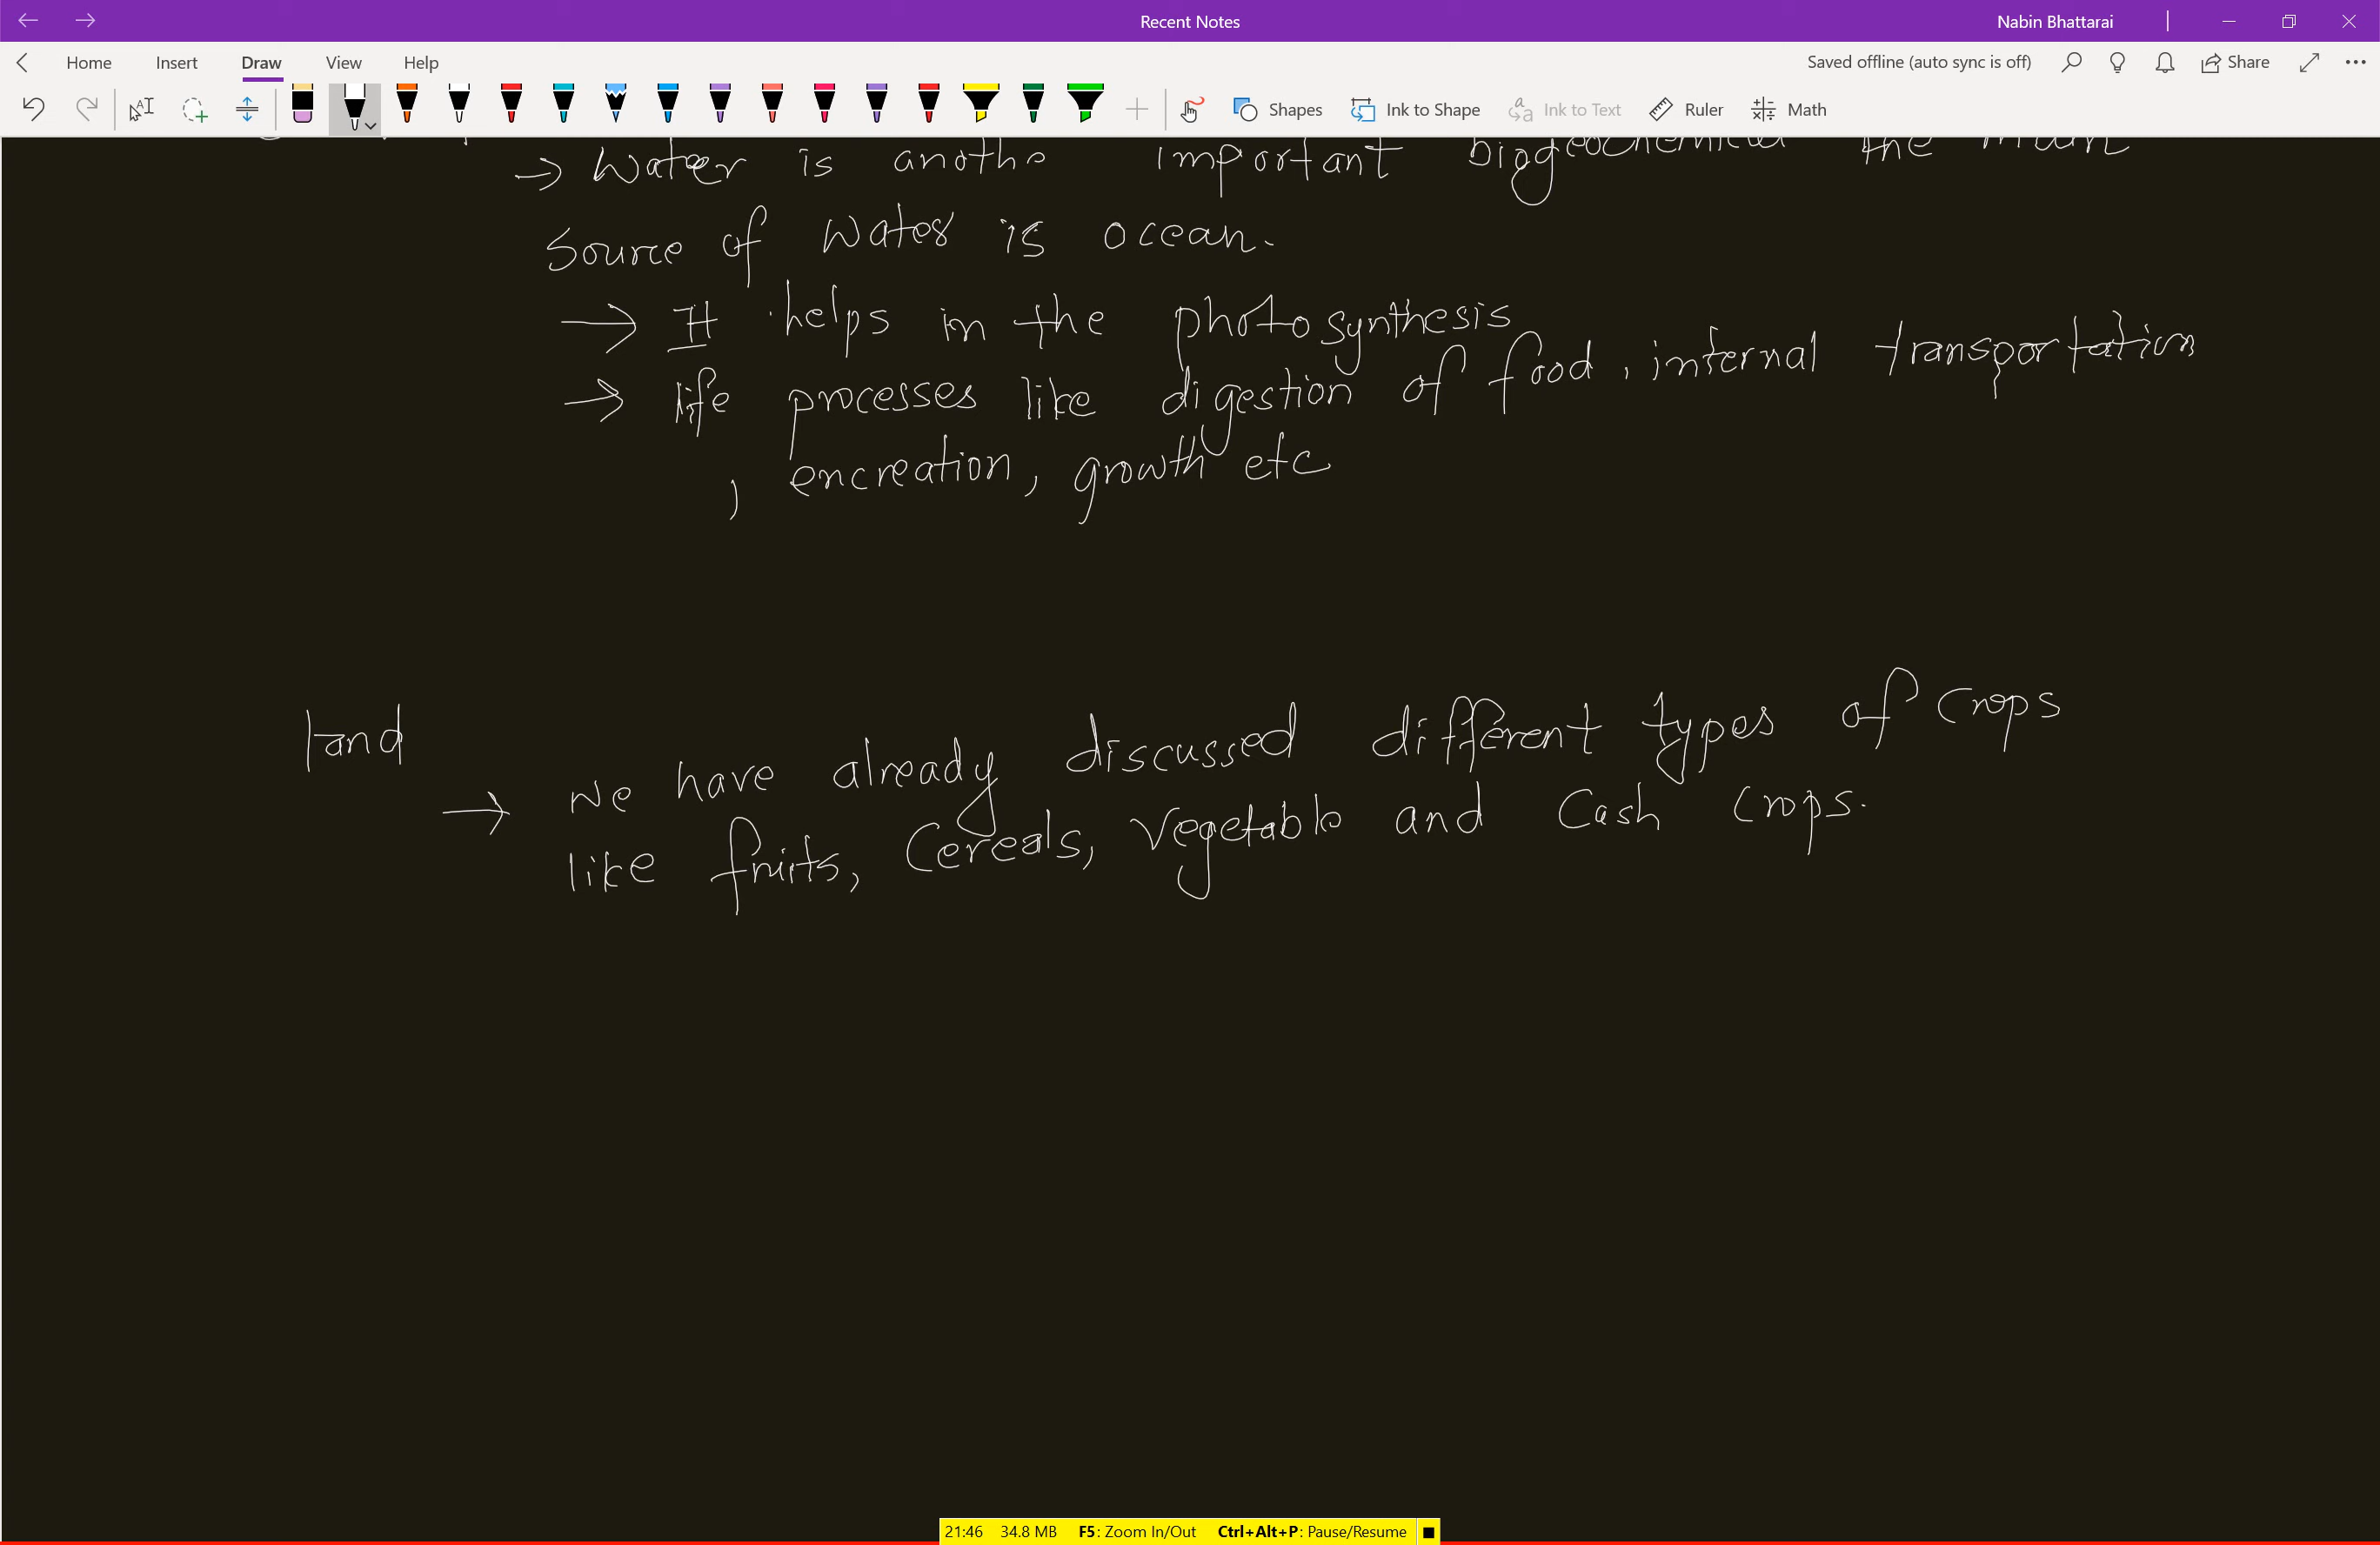 Recent Notes
Nabin Bhattarai
Home Insert Draw View Help
Saved offline (auto sync is off) Share
Shapes Ink to Shape Ink to Text Ruler Math
→ Water is anothe important biogeochemical the main
source of water is ocean.
→ It helps in the photosynthesis
→ life processes like digestion of food, internal transportation
, encreation, growth etc
land
→ we have already discussed different types of crops
like fruits, Cereals, vegetable and Cash Crops.
21:46 34.8 MB F5: Zoom In/Out Ctrl+Alt+P: Pause/Resume